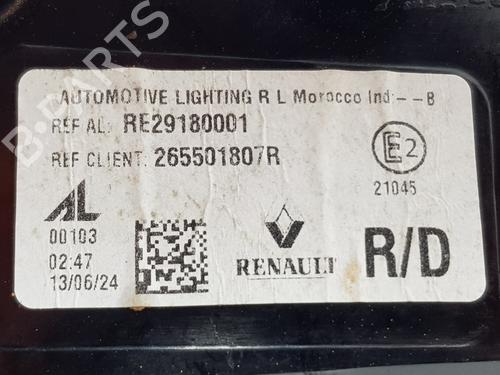 AUTOMOTIVE LIGHTING R L Morocco Ind: - - B
REF AL: RE29180001
REF CLIENT: 265501807R
E2
21045
AL
00103
02:47
13/06/24
RENAULT
R/D
B-Parts